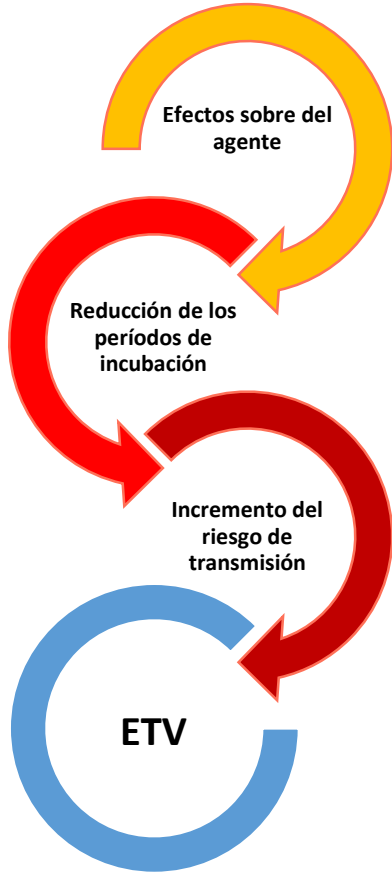 Efectos sobre del
agente
Reducción de los
períodos de
incubación
Incremento del
riesgo de
transmisión
ETV